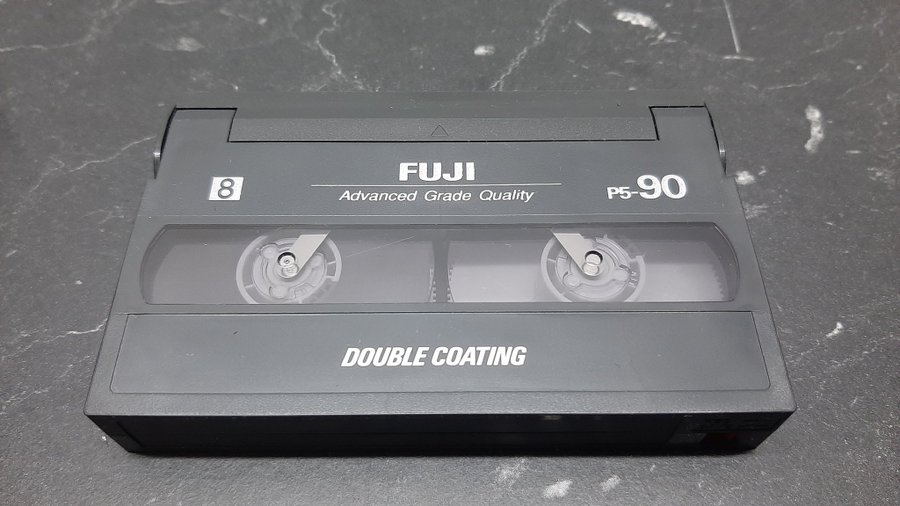 FUJI
8
Advanced Grade Quality
P5-90
DOUBLE COATING